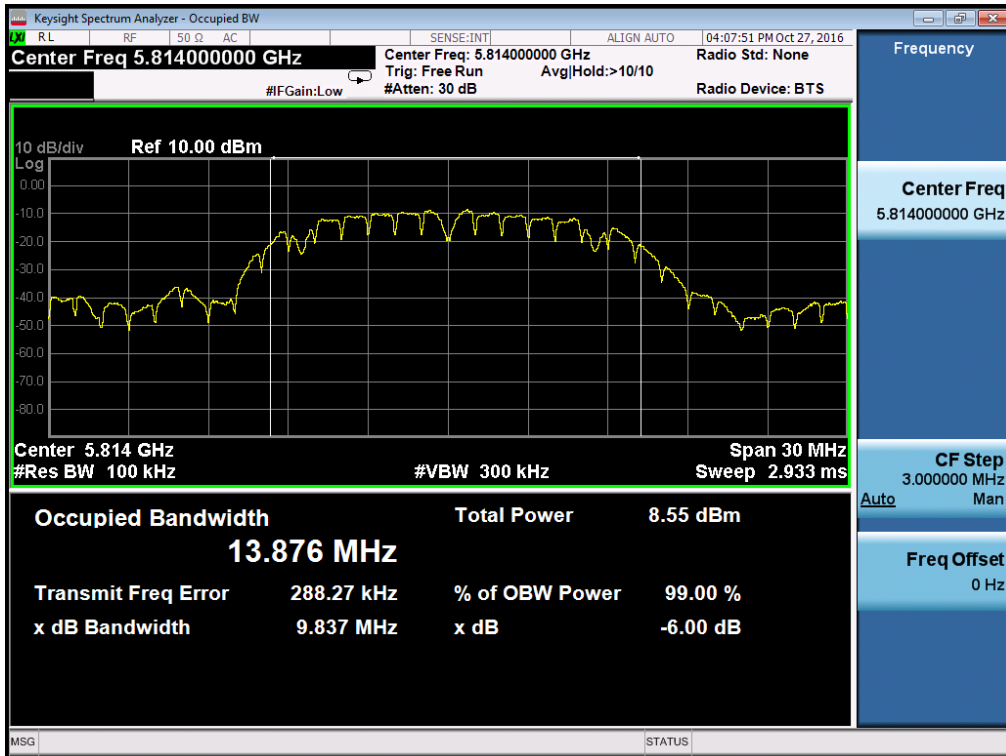 Keysight Spectrum Analyzer - Occupied BW
LXI RL RF 50 Ω AC SENSE:INT ALIGN AUTO 04:07:51 PM Oct 27, 2016
Center Freq 5.814000000 GHz
Center Freq: 5.814000000 GHz
Radio Std: None
Trig: Free Run Avg|Hold:>10/10
#IFGain:Low
#Atten: 30 dB
Radio Device: BTS
10 dB/div Ref 10.00 dBm
Log
0.00
-10.0
-20.0
-30.0
-40.0
-50.0
-60.0
-70.0
-80.0
Center 5.814 GHz Span 30 MHz
#Res BW 100 kHz #VBW 300 kHz Sweep 2.933 ms
Occupied Bandwidth Total Power 8.55 dBm
13.876 MHz
Transmit Freq Error 288.27 kHz % of OBW Power 99.00 %
x dB Bandwidth 9.837 MHz x dB -6.00 dB
Frequency
Center Freq
5.814000000 GHz
CF Step
3.000000 MHz
Auto Man
Freq Offset
0 Hz
MSG STATUS